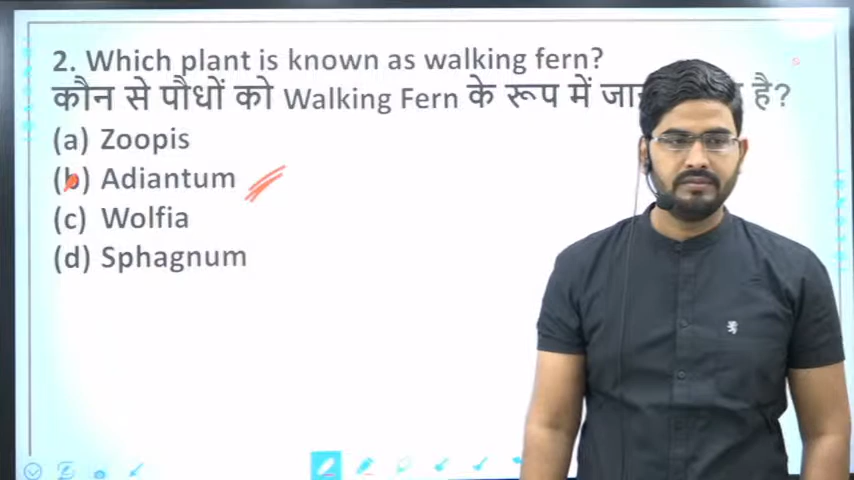 2. Which plant is known as walking fern?
कौन से पौधों को Walking Fern के रूप में है?
(a) Zoopis
(b) Adiantum
(c) Wolfia
(d) Sphagnum